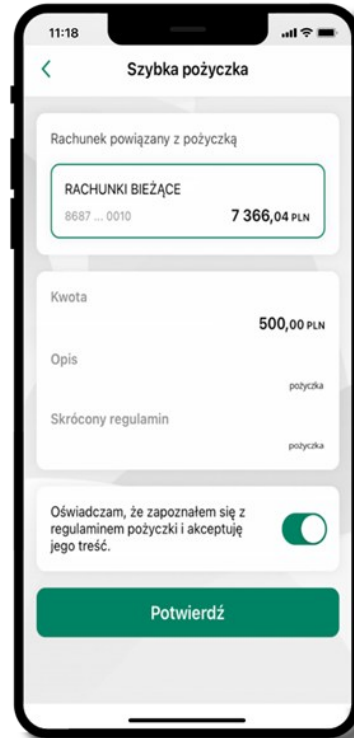 11:18
Szybka pożyczka
Rachunek powiązany z pożyczką
RACHUNKI BIEŻĄCE
8687 ... 0010
7 366,04 PLN
Kwota
500,00 PLN
Opis
pożyczka
Skrócony regulamin
pożyczka
Oświadczam, że zapoznałem się z
regulaminem pożyczki i akceptuję
jego treść.
Potwierdź